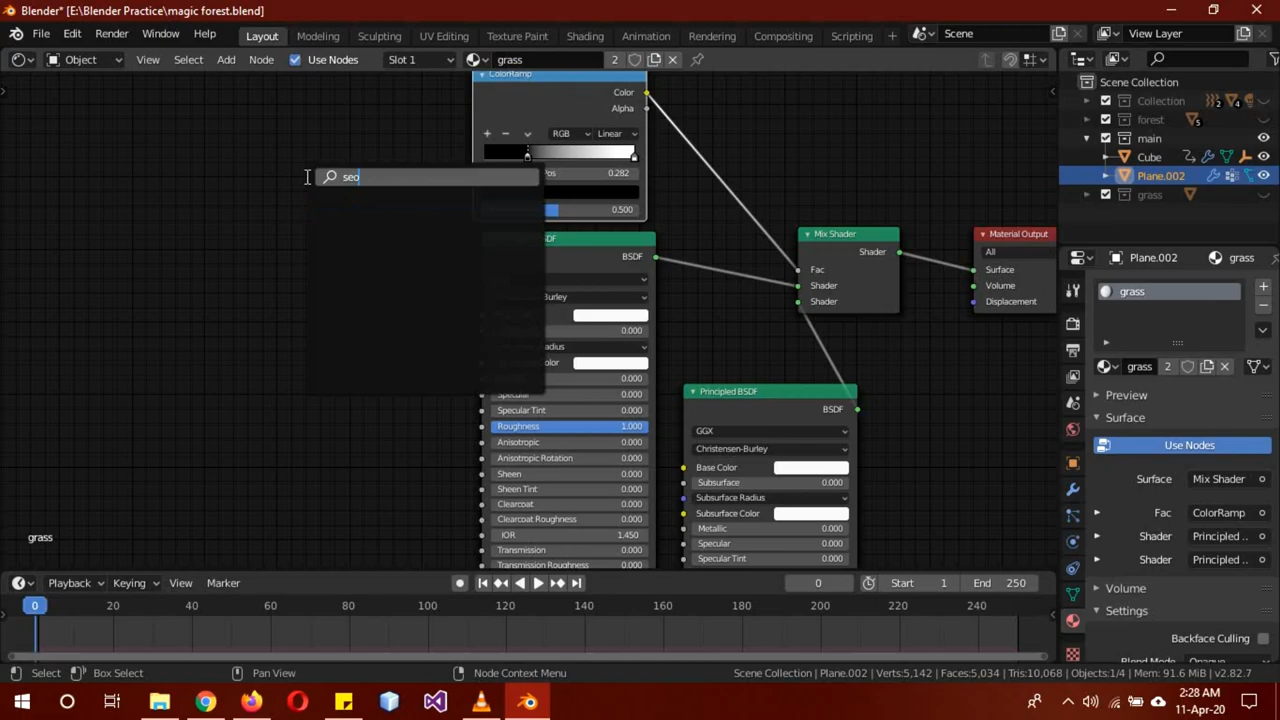 Blender* [E:\Blender Practice\magic forest.blend]
File Edit Render Window Help Layout Modeling Sculpting UV Editing Texture Paint Shading Animation Rendering Compositing Scripting Scene View Layer
Object View Select Add Node Use Nodes Slot 1 grass 2
ColorRamp
Color
Alpha
RGB Linear
Pos 0.282
0.500
seo
BSDF
Mix Shader
Shader
Fac
Shader
Shader
Material Output
All
Surface
Volume
Displacement
0.000
0.000
0.000
Specular Tint 0.000
Roughness 1.000
Anisotropic 0.000
Anisotropic Rotation 0.000
Sheen 0.000
Sheen Tint 0.000
Clearcoat 0.000
Clearcoat Roughness 0.000
IOR 1.450
Transmission 0.000
Transmission Roughness 0.000
Principled BSDF
BSDF
GGX
Christensen-Burley
Base Color
Subsurface 0.000
Subsurface Radius
Subsurface Color
Metallic 0.000
Specular 0.000
Specular Tint 0.000
grass
Scene Collection
Collection 2 4
forest 5
main
Cube
Plane.002
grass
Plane.002 grass
grass
grass 2
Preview
Surface
Use Nodes
Surface Mix Shader
Fac ColorRamp
Shader Principled ..
Shader Principled ..
Volume
Settings
Backface Culling
Playback Keying View Marker 0 Start 1 End 250
0 20 40 60 80 100 120 140 160 180 200 220 240
Select Box Select Pan View Node Context Menu Scene Collection | Plane.002 | Verts:5,142 | Faces:5,034 | Tris:10,068 | Objects:1/4 | Mem: 91.6 MiB | v2.82.7
2:28 AM
11-Apr-20